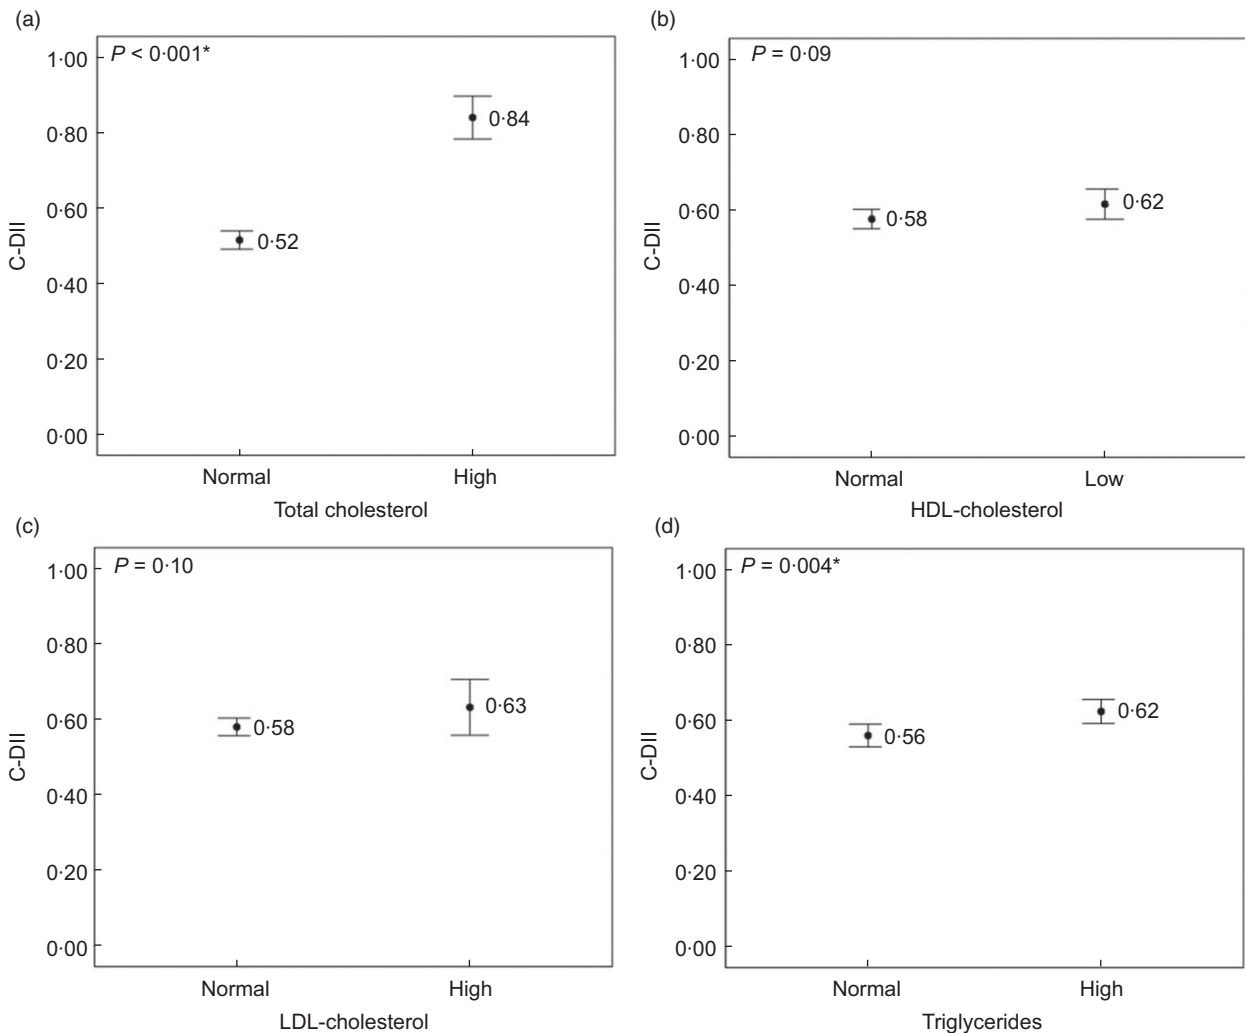 (a)
P < 0·001*
1·00
0·80
0·60
0·40
0·20
0·00
C-DII
0·52
0·84
Normal
High
Total cholesterol
(b)
P = 0·09
1·00
0·80
0·60
0·40
0·20
0·00
C-DII
0·58
0·62
Normal
Low
HDL-cholesterol
(c)
P = 0·10
1·00
0·80
0·60
0·40
0·20
0·00
C-DII
0·58
0·63
Normal
High
LDL-cholesterol
(d)
P = 0·004*
1·00
0·80
0·60
0·40
0·20
0·00
C-DII
0·56
0·62
Normal
High
Triglycerides